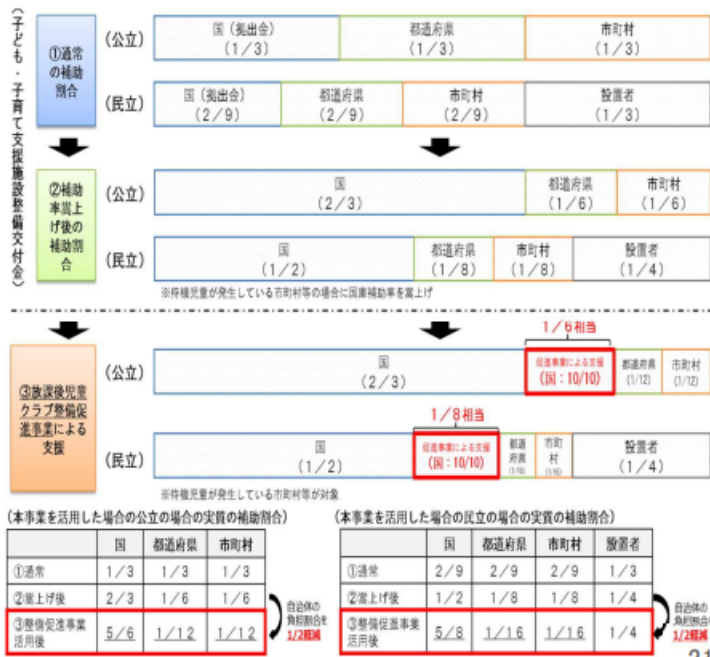 （子ども・子育て支援施設整備交付金）
①通常
の補助
割合
（公立）
国（拠出金）
（1/3）
都道府県
（1/3）
市町村
（1/3）
（民立）
国（拠出金）
（2/9）
都道府県
（2/9）
市町村
（2/9）
設置者
（1/3）
②補助
率嵩上
げ後の
補助割
合
（公立）
国
（2/3）
都道府県
（1/6）
市町村
（1/6）
（民立）
国
（1/2）
都道府県
（1/8）
市町村
（1/8）
設置者
（1/4）
※待機児童が発生している市町村等の場合に国庫補助率を嵩上げ
③放課後児童
クラブ整備促
進事業による
支援
1/6相当
（公立）
国
（2/3）
促進事業による支援
（国：10/10）
都道府県
（1/12）
市町村
（1/12）
1/8相当
（民立）
国
（1/2）
促進事業による支援
（国：10/10）
都道
府県
（1/16）
市町
村
（1/16）
設置者
（1/4）
※待機児童が発生している市町村等が対象
（本事業を活用した場合の公立の場合の実質の補助割合）
国 都道府県 市町村
①通常 1/3 1/3 1/3
②嵩上げ後 2/3 1/6 1/6
③整備促進事業
活用後 5/6 1/12 1/12
自治体の
負担割合を
1/2軽減
（本事業を活用した場合の民立の場合の実質の補助割合）
国 都道府県 市町村 設置者
①通常 2/9 2/9 2/9 1/3
②嵩上げ後 1/2 1/8 1/8 1/4
③整備促進事業
活用後 5/8 1/16 1/16 1/4
自治体の
負担割合を
1/2軽減